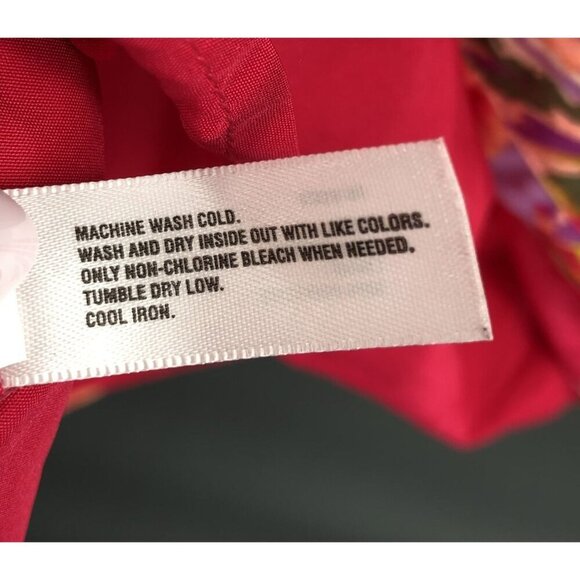 MACHINE WASH COLD.
WASH AND DRY INSIDE OUT WITH LIKE COLORS.
ONLY NON-CHLORINE BLEACH WHEN NEEDED.
TUMBLE DRY LOW.
COOL IRON.